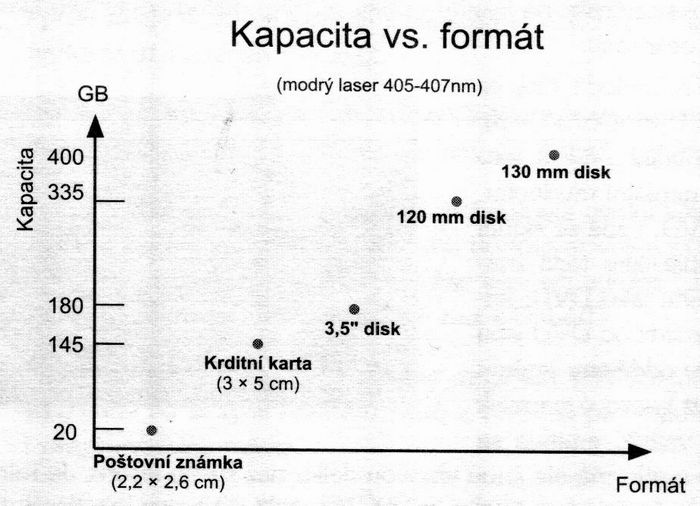 Kapacita vs. formát
(modrý laser 405-407nm)
GB
Kapacita
400
335
180
145
20
130 mm disk
120 mm disk
3,5" disk
Krditní karta
(3 × 5 cm)
Poštovní známka
(2,2 × 2,6 cm)
Formát